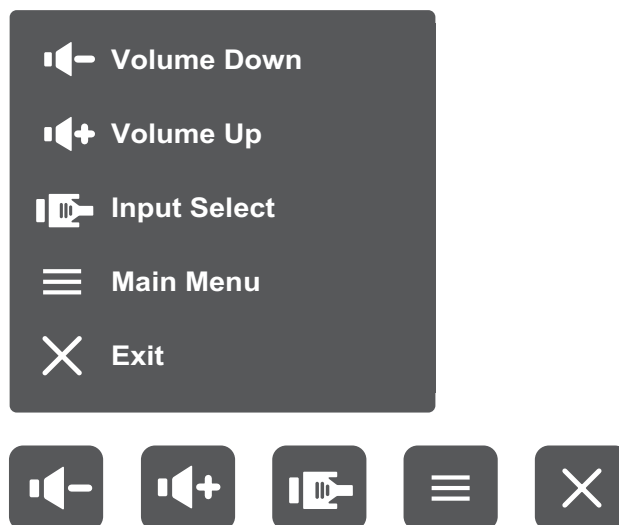 Volume Down
Volume Up
Input Select
Main Menu
Exit